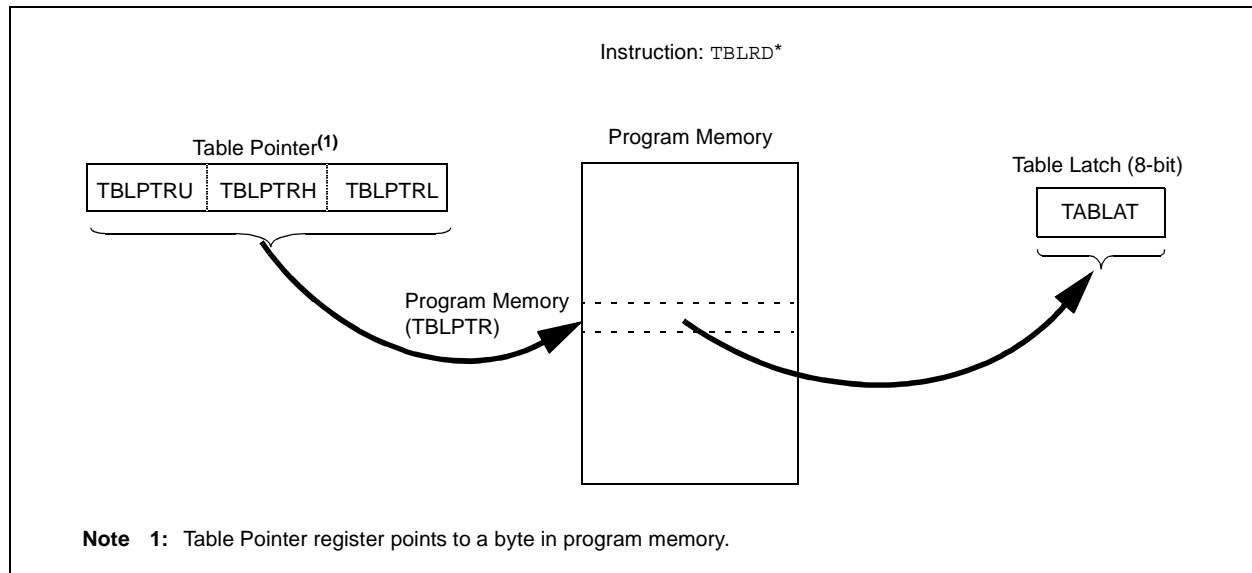 Instruction: TBLRD*
Table Pointer(1)
Program Memory
Table Latch (8-bit)
TBLPTRU TBLPTRH TBLPTRL
TABLAT
Program Memory
(TBLPTR)
Note 1: Table Pointer register points to a byte in program memory.